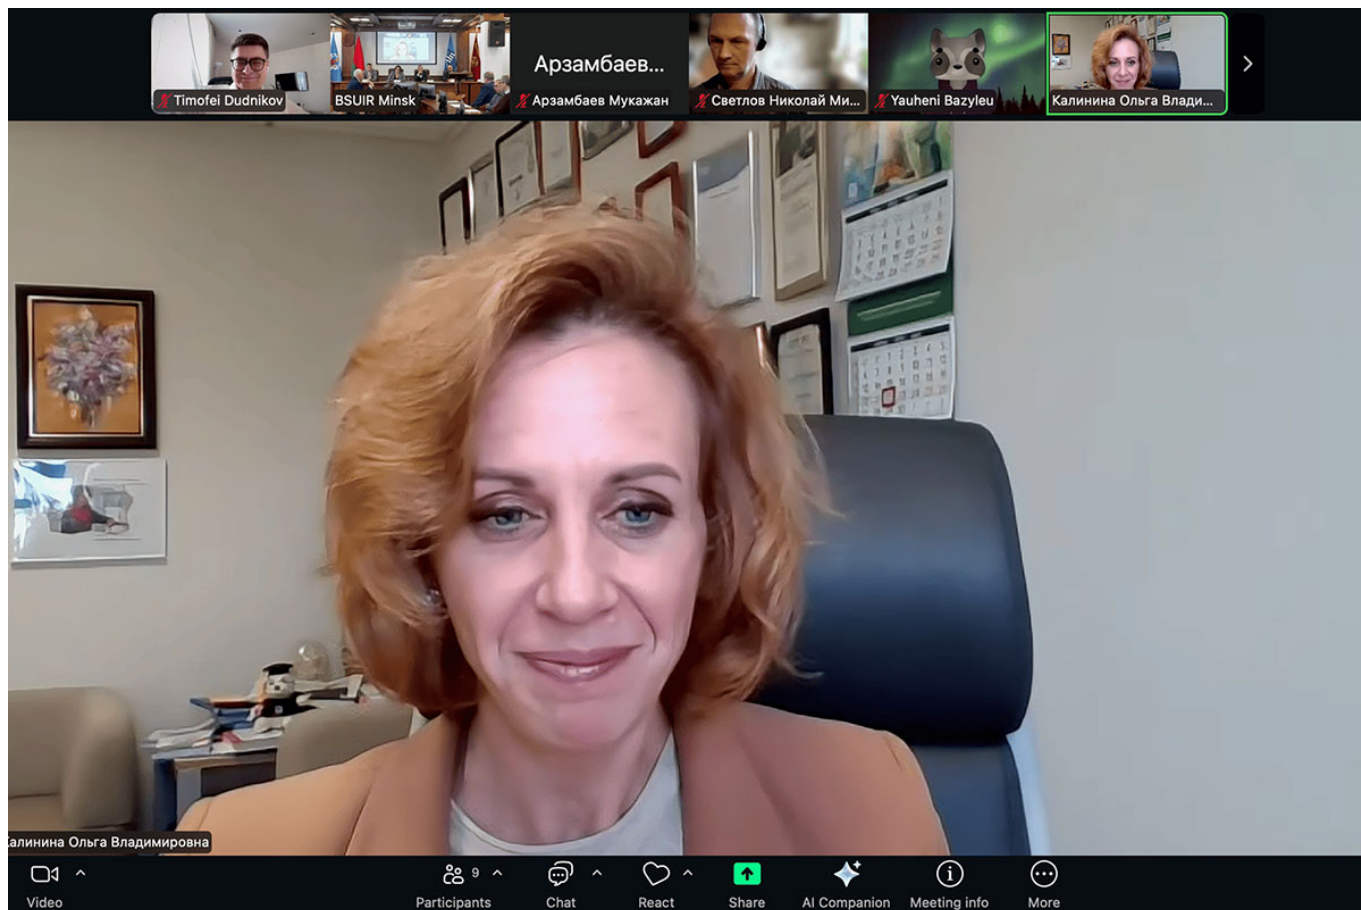 Арзамбаев...
Timofei Dudnikov
BSUIR Minsk
Арзамбаев Мукажан
Светлов Николай Ми...
Yauheni Bazyleu
Калинина Ольга Влади...
Калинина Ольга Владимировна
9
Video
Participants
Chat
React
Share
AI Companion
Meeting info
More